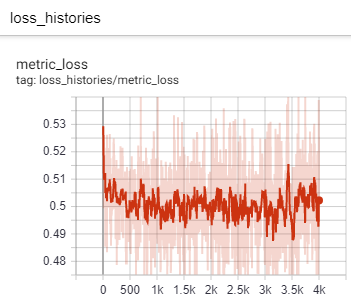 loss_histories
metric_loss
tag: loss_histories/metric_loss
0.53
0.52
0.51
0.5
0.49
0.48
0 500 1k 1.5k 2k 2.5k 3k 3.5k 4k